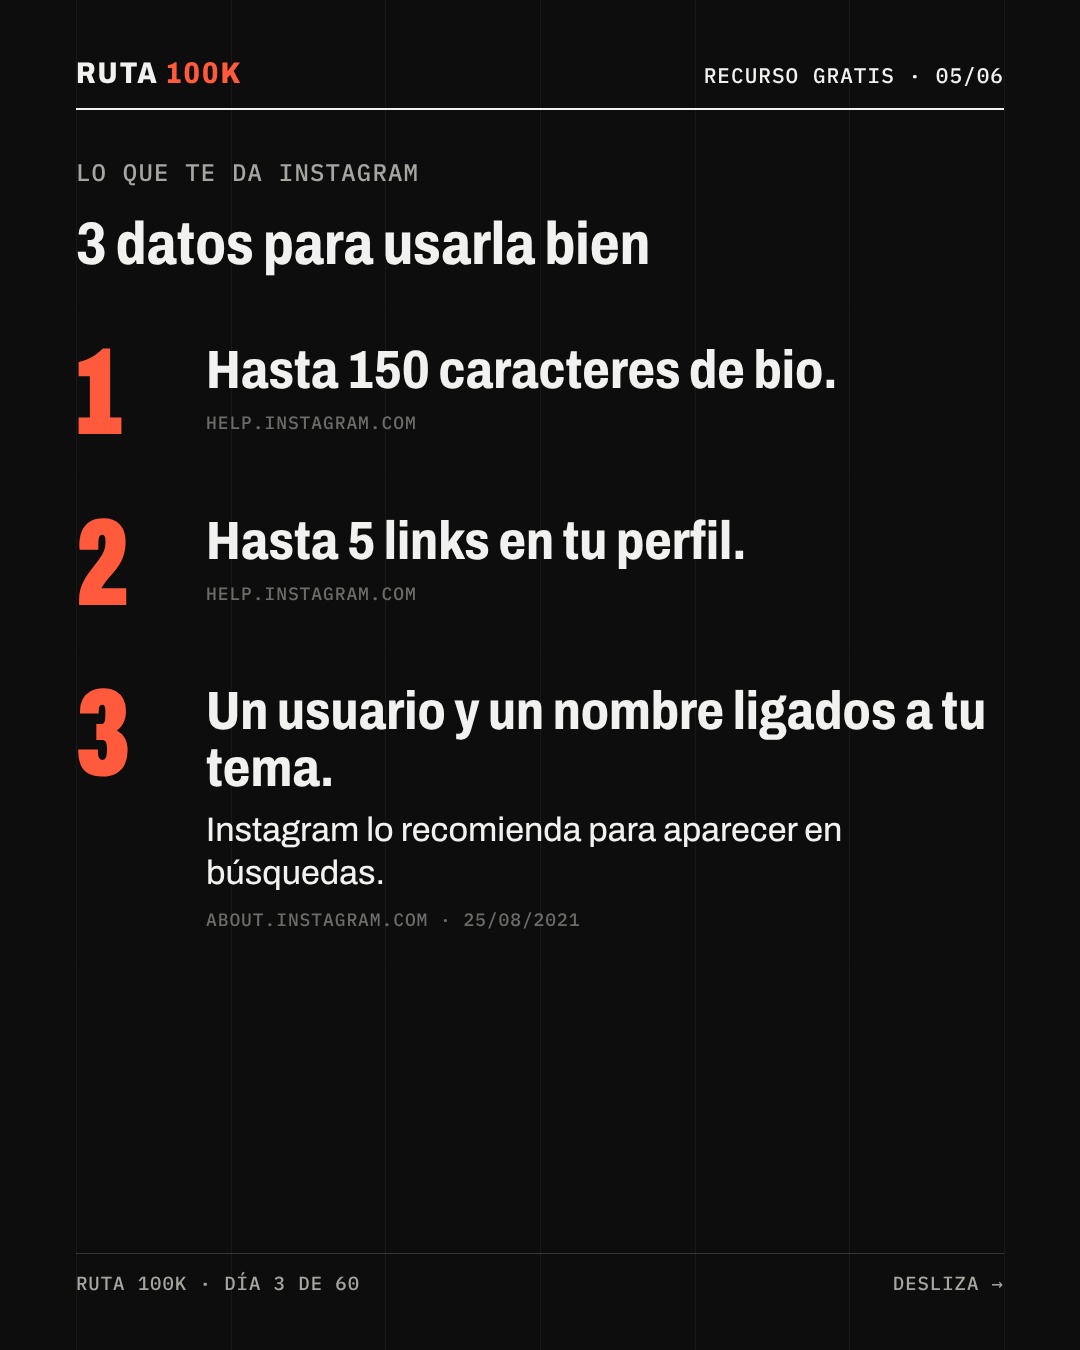 RUTA 100K
RECURSO GRATIS · 05/06
LO QUE TE DA INSTAGRAM
3 datos para usarla bien
1
Hasta 150 caracteres de bio.
HELP.INSTAGRAM.COM
2
Hasta 5 links en tu perfil.
HELP.INSTAGRAM.COM
3
Un usuario y un nombre ligados a tu
tema.
Instagram lo recomienda para aparecer en
búsquedas.
ABOUT.INSTAGRAM.COM · 25/08/2021
RUTA 100K · DÍA 3 DE 60
DESLIZA →